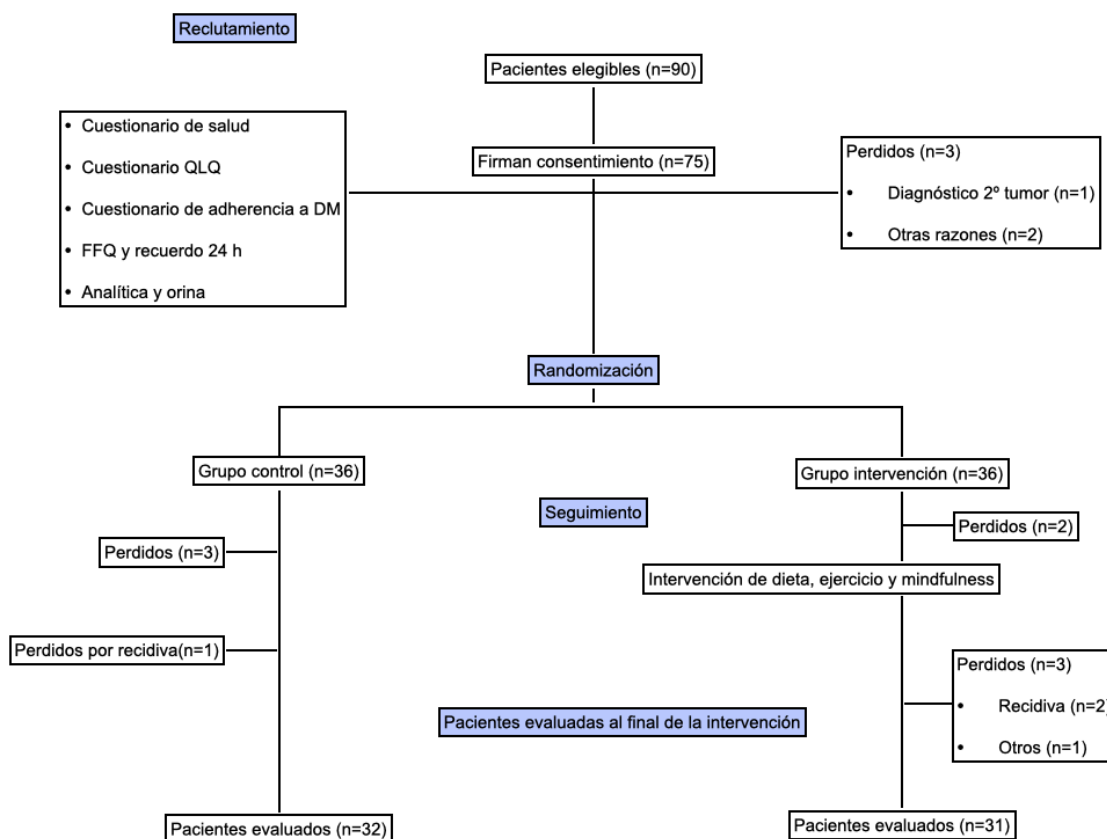 Reclutamiento
Pacientes elegibles (n=90)
• Cuestionario de salud
• Cuestionario QLQ
• Cuestionario de adherencia a DM
• FFQ y recuerdo 24 h
• Analítica y orina
Firman consentimiento (n=75)
Perdidos (n=3)
• Diagnóstico 2º tumor (n=1)
• Otras razones (n=2)
Randomización
Grupo control (n=36)
Grupo intervención (n=36)
Seguimiento
Perdidos (n=2)
Perdidos (n=3)
Intervención de dieta, ejercicio y mindfulness
Perdidos por recidiva(n=1)
Perdidos (n=3)
• Recidiva (n=2)
• Otros (n=1)
Pacientes evaluadas al final de la intervención
Pacientes evaluados (n=32)
Pacientes evaluados (n=31)